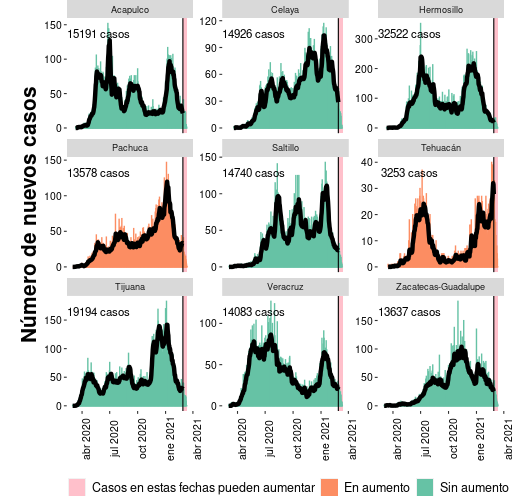 Número de nuevos casos
Acapulco
15191 casos
150
100
50
0
Celaya
14926 casos
120
90
60
30
0
Hermosillo
32522 casos
300
200
100
0
Pachuca
13578 casos
150
100
50
0
Saltillo
14740 casos
150
100
50
0
Tehuacán
3253 casos
40
30
20
10
0
Tijuana
19194 casos
150
100
50
0
Veracruz
14083 casos
100
50
0
Zacatecas-Guadalupe
13637 casos
150
100
50
0
abr 2020
jul 2020
oct 2020
ene 2021
abr 2021
abr 2020
jul 2020
oct 2020
ene 2021
abr 2021
abr 2020
jul 2020
oct 2020
ene 2021
abr 2021
Casos en estas fechas pueden aumentar En aumento Sin aumento